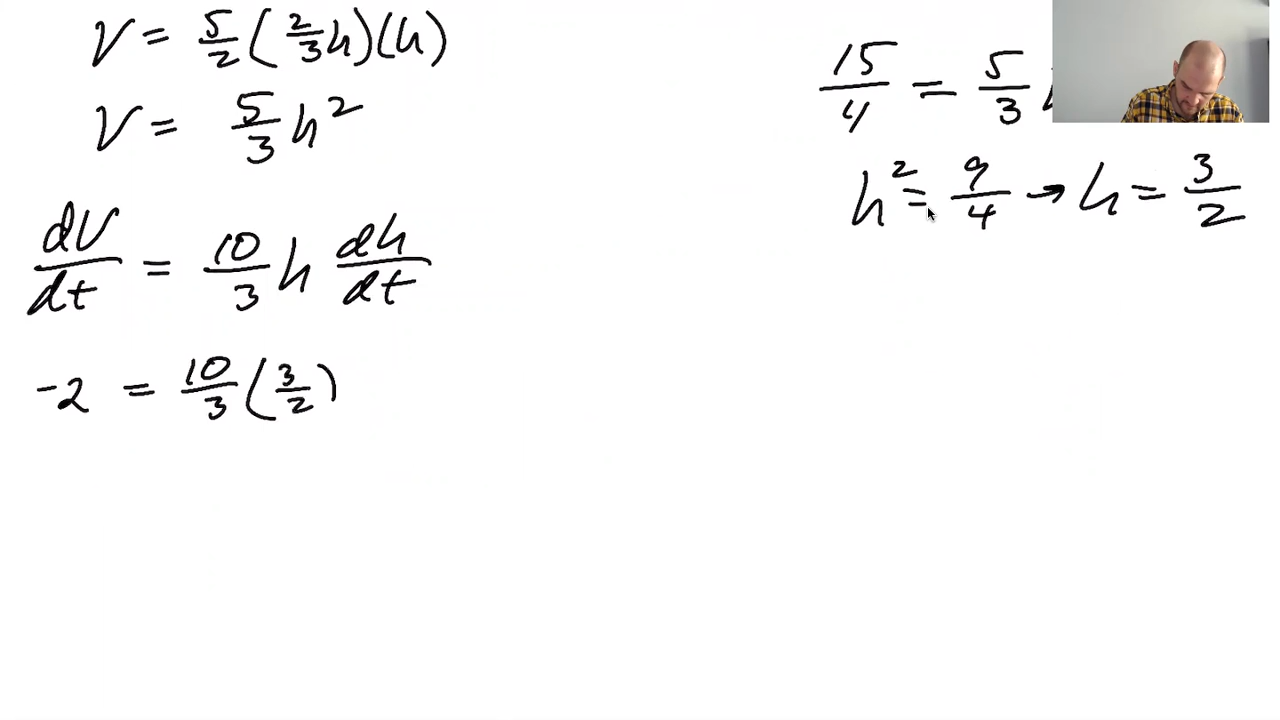 V = 5/2 (2/3 h)(h)
V = 5/3 h²
dV/dt = 10/3 h dh/dt
-2 = 10/3 (3/2)
15/4 = 5/3
h² = 9/4 → h = 3/2